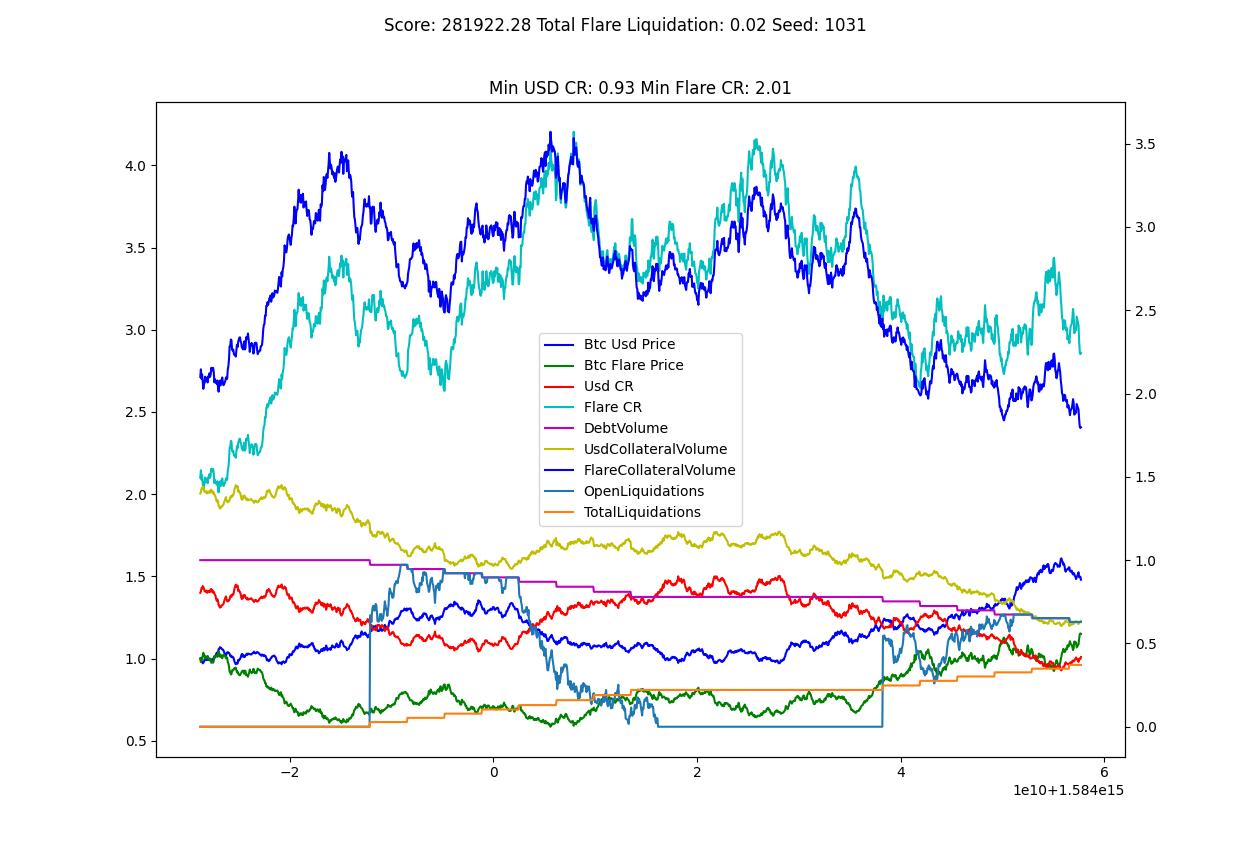 Score: 281922.28 Total Flare Liquidation: 0.02 Seed: 1031
Min USD CR: 0.93 Min Flare CR: 2.01
4.0
3.5
3.0
2.5
2.0
1.5
1.0
0.5
3.5
3.0
2.5
2.0
1.5
1.0
0.5
0.0
Btc Usd Price
Btc Flare Price
Usd CR
Flare CR
DebtVolume
UsdCollateralVolume
FlareCollateralVolume
OpenLiquidations
TotalLiquidations
−2 0 2 4 6
1e10+1.584e15